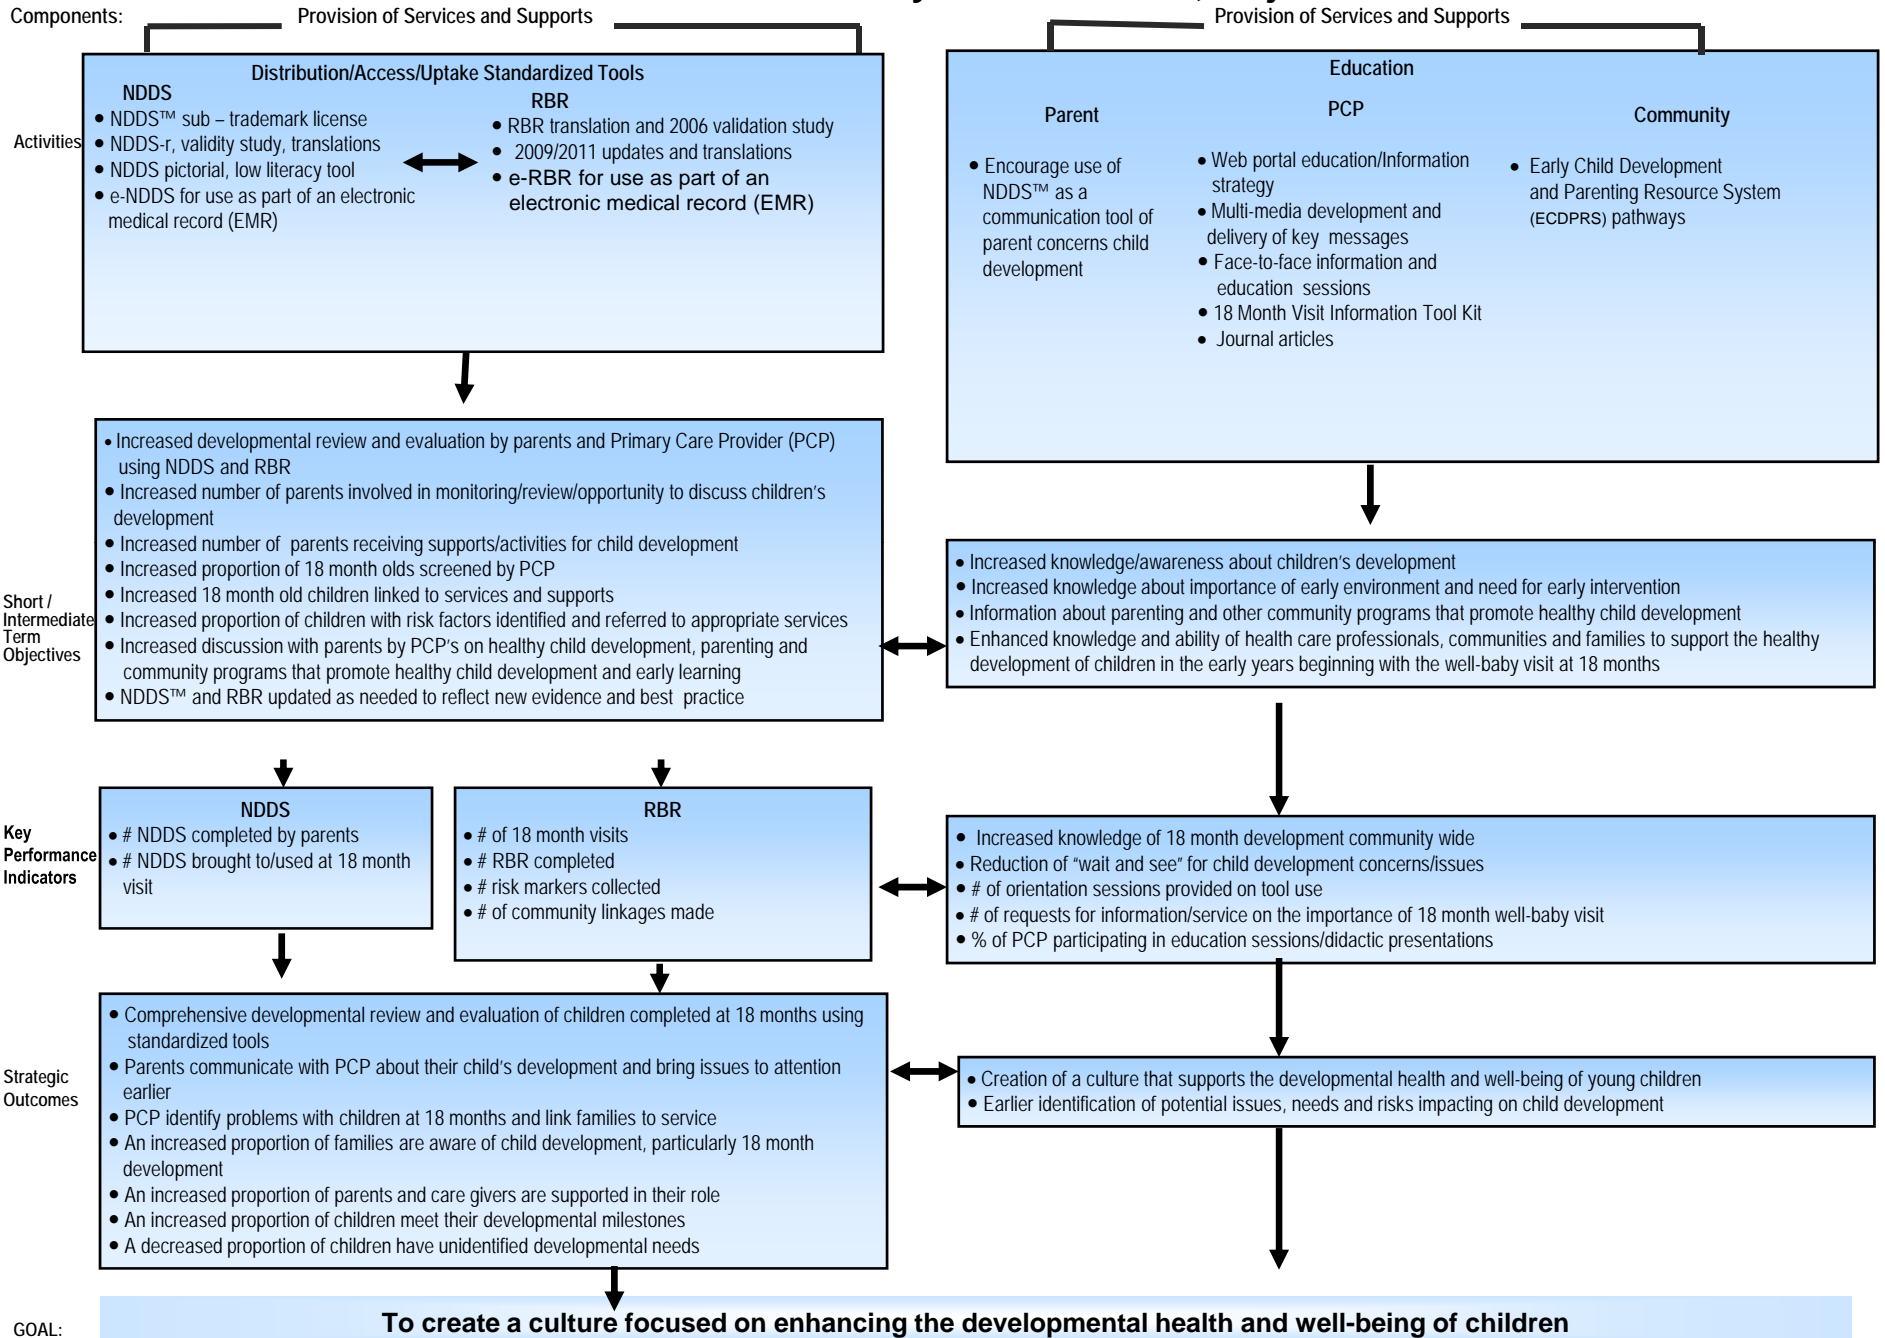 Components:
Provision of Services and Supports
Provision of Services and Supports
Activities
Distribution/Access/Uptake Standardized Tools
NDDS
• NDDS™ sub – trademark license
• NDDS-r, validity study, translations
• NDDS pictorial, low literacy tool
• e-NDDS for use as part of an electronic
medical record (EMR)
RBR
• RBR translation and 2006 validation study
• 2009/2011 updates and translations
• e-RBR for use as part of an
electronic medical record (EMR)
Education
Parent
• Encourage use of
NDDS™ as a
communication tool of
parent concerns child
development
PCP
• Web portal education/Information
strategy
• Multi-media development and
delivery of key messages
• Face-to-face information and
education sessions
• 18 Month Visit Information Tool Kit
• Journal articles
Community
• Early Child Development
and Parenting Resource System
(ECDPRS) pathways
Short /
Intermediate
Term
Objectives
• Increased developmental review and evaluation by parents and Primary Care Provider (PCP)
using NDDS and RBR
• Increased number of parents involved in monitoring/review/opportunity to discuss children's
development
• Increased number of parents receiving supports/activities for child development
• Increased proportion of 18 month olds screened by PCP
• Increased 18 month old children linked to services and supports
• Increased proportion of children with risk factors identified and referred to appropriate services
• Increased discussion with parents by PCP's on healthy child development, parenting and
community programs that promote healthy child development and early learning
• NDDS™ and RBR updated as needed to reflect new evidence and best practice
• Increased knowledge/awareness about children's development
• Increased knowledge about importance of early environment and need for early intervention
• Information about parenting and other community programs that promote healthy child development
• Enhanced knowledge and ability of health care professionals, communities and families to support the healthy
development of children in the early years beginning with the well-baby visit at 18 months
Key
Performance
Indicators
NDDS
• # NDDS completed by parents
• # NDDS brought to/used at 18 month
visit
RBR
• # of 18 month visits
• # RBR completed
• # risk markers collected
• # of community linkages made
• Increased knowledge of 18 month development community wide
• Reduction of "wait and see" for child development concerns/issues
• # of orientation sessions provided on tool use
• # of requests for information/service on the importance of 18 month well-baby visit
• % of PCP participating in education sessions/didactic presentations
Strategic
Outcomes
• Comprehensive developmental review and evaluation of children completed at 18 months using
standardized tools
• Parents communicate with PCP about their child's development and bring issues to attention
earlier
• PCP identify problems with children at 18 months and link families to service
• An increased proportion of families are aware of child development, particularly 18 month
development
• An increased proportion of parents and care givers are supported in their role
• An increased proportion of children meet their developmental milestones
• A decreased proportion of children have unidentified developmental needs
• Creation of a culture that supports the developmental health and well-being of young children
• Earlier identification of potential issues, needs and risks impacting on child development
GOAL:
To create a culture focused on enhancing the developmental health and well-being of children